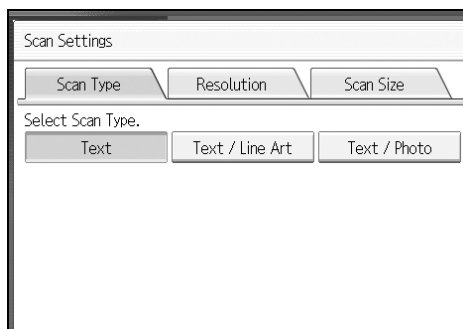 Scan Settings
Scan Type Resolution Scan Size
Select Scan Type.
Text Text / Line Art Text / Photo